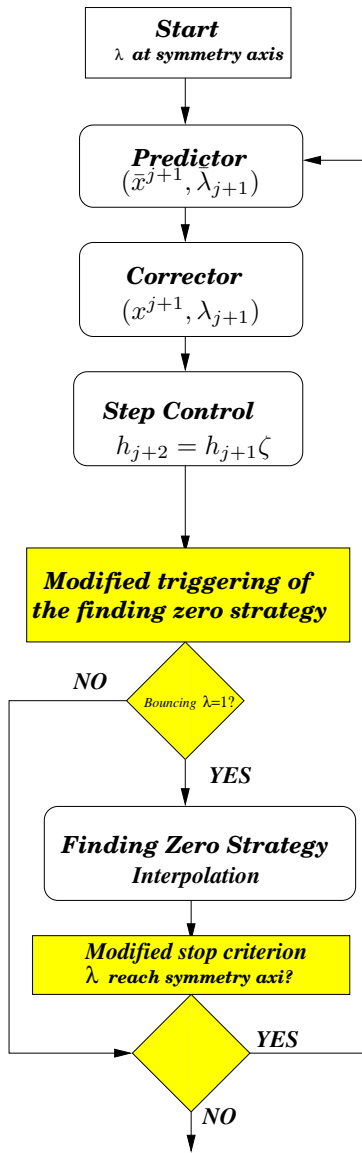 Start
λ at symmetry axis
Predictor
(x̄^{j+1}, λ̄_{j+1})
Corrector
(x^{j+1}, λ_{j+1})
Step Control
h_{j+2} = h_{j+1}ζ
Modified triggering of
the finding zero strategy
NO
Bouncing λ=1?
YES
Finding Zero Strategy
Interpolation
Modified stop criterion
λ reach symmetry axi?
YES
NO